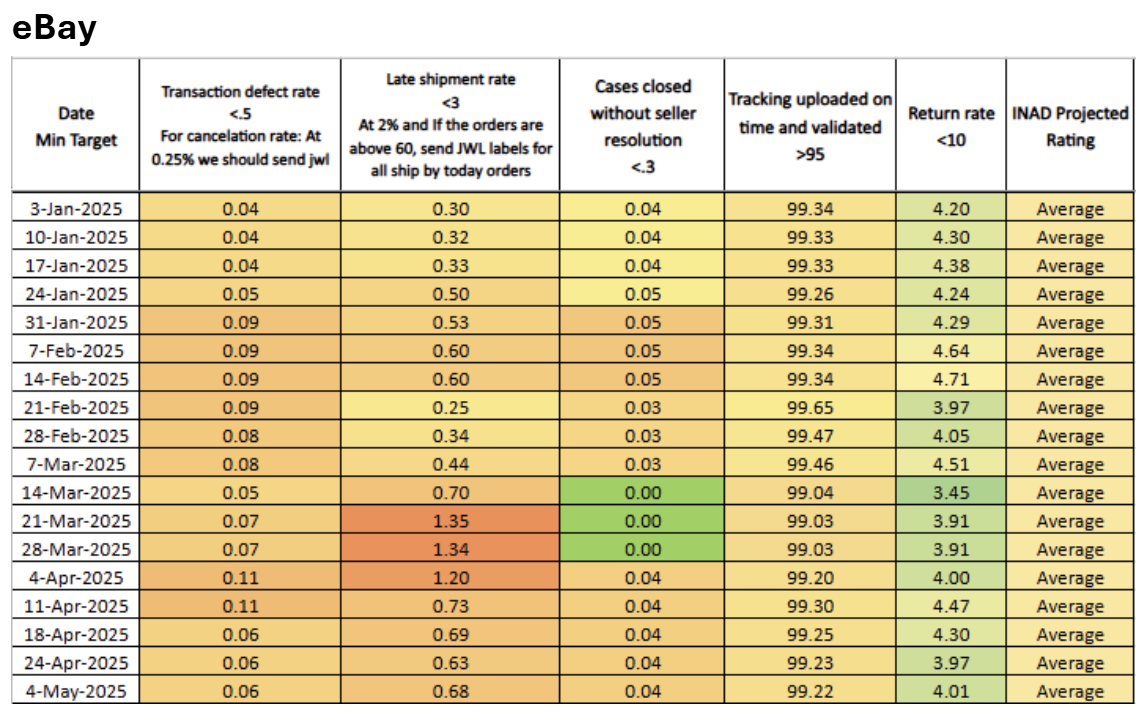 eBay
Date
Min Target
Transaction defect rate
<.5
For cancelation rate: At
0.25% we should send jwl
Late shipment rate
<3
At 2% and If the orders are
above 60, send JWL labels for
all ship by today orders
Cases closed
without seller
resolution
<.3
Tracking uploaded on
time and validated
>95
Return rate
<10
INAD Projected
Rating
3-Jan-2025 0.04 0.30 0.04 99.34 4.20 Average
10-Jan-2025 0.04 0.32 0.04 99.33 4.30 Average
17-Jan-2025 0.04 0.33 0.04 99.33 4.38 Average
24-Jan-2025 0.05 0.50 0.05 99.26 4.24 Average
31-Jan-2025 0.09 0.53 0.05 99.31 4.29 Average
7-Feb-2025 0.09 0.60 0.05 99.34 4.64 Average
14-Feb-2025 0.09 0.60 0.05 99.34 4.71 Average
21-Feb-2025 0.09 0.25 0.03 99.65 3.97 Average
28-Feb-2025 0.08 0.34 0.03 99.47 4.05 Average
7-Mar-2025 0.08 0.44 0.03 99.46 4.51 Average
14-Mar-2025 0.05 0.70 0.00 99.04 3.45 Average
21-Mar-2025 0.07 1.35 0.00 99.03 3.91 Average
28-Mar-2025 0.07 1.34 0.00 99.03 3.91 Average
4-Apr-2025 0.11 1.20 0.04 99.20 4.00 Average
11-Apr-2025 0.11 0.73 0.04 99.30 4.47 Average
18-Apr-2025 0.06 0.69 0.04 99.25 4.30 Average
24-Apr-2025 0.06 0.63 0.04 99.23 3.97 Average
4-May-2025 0.06 0.68 0.04 99.22 4.01 Average